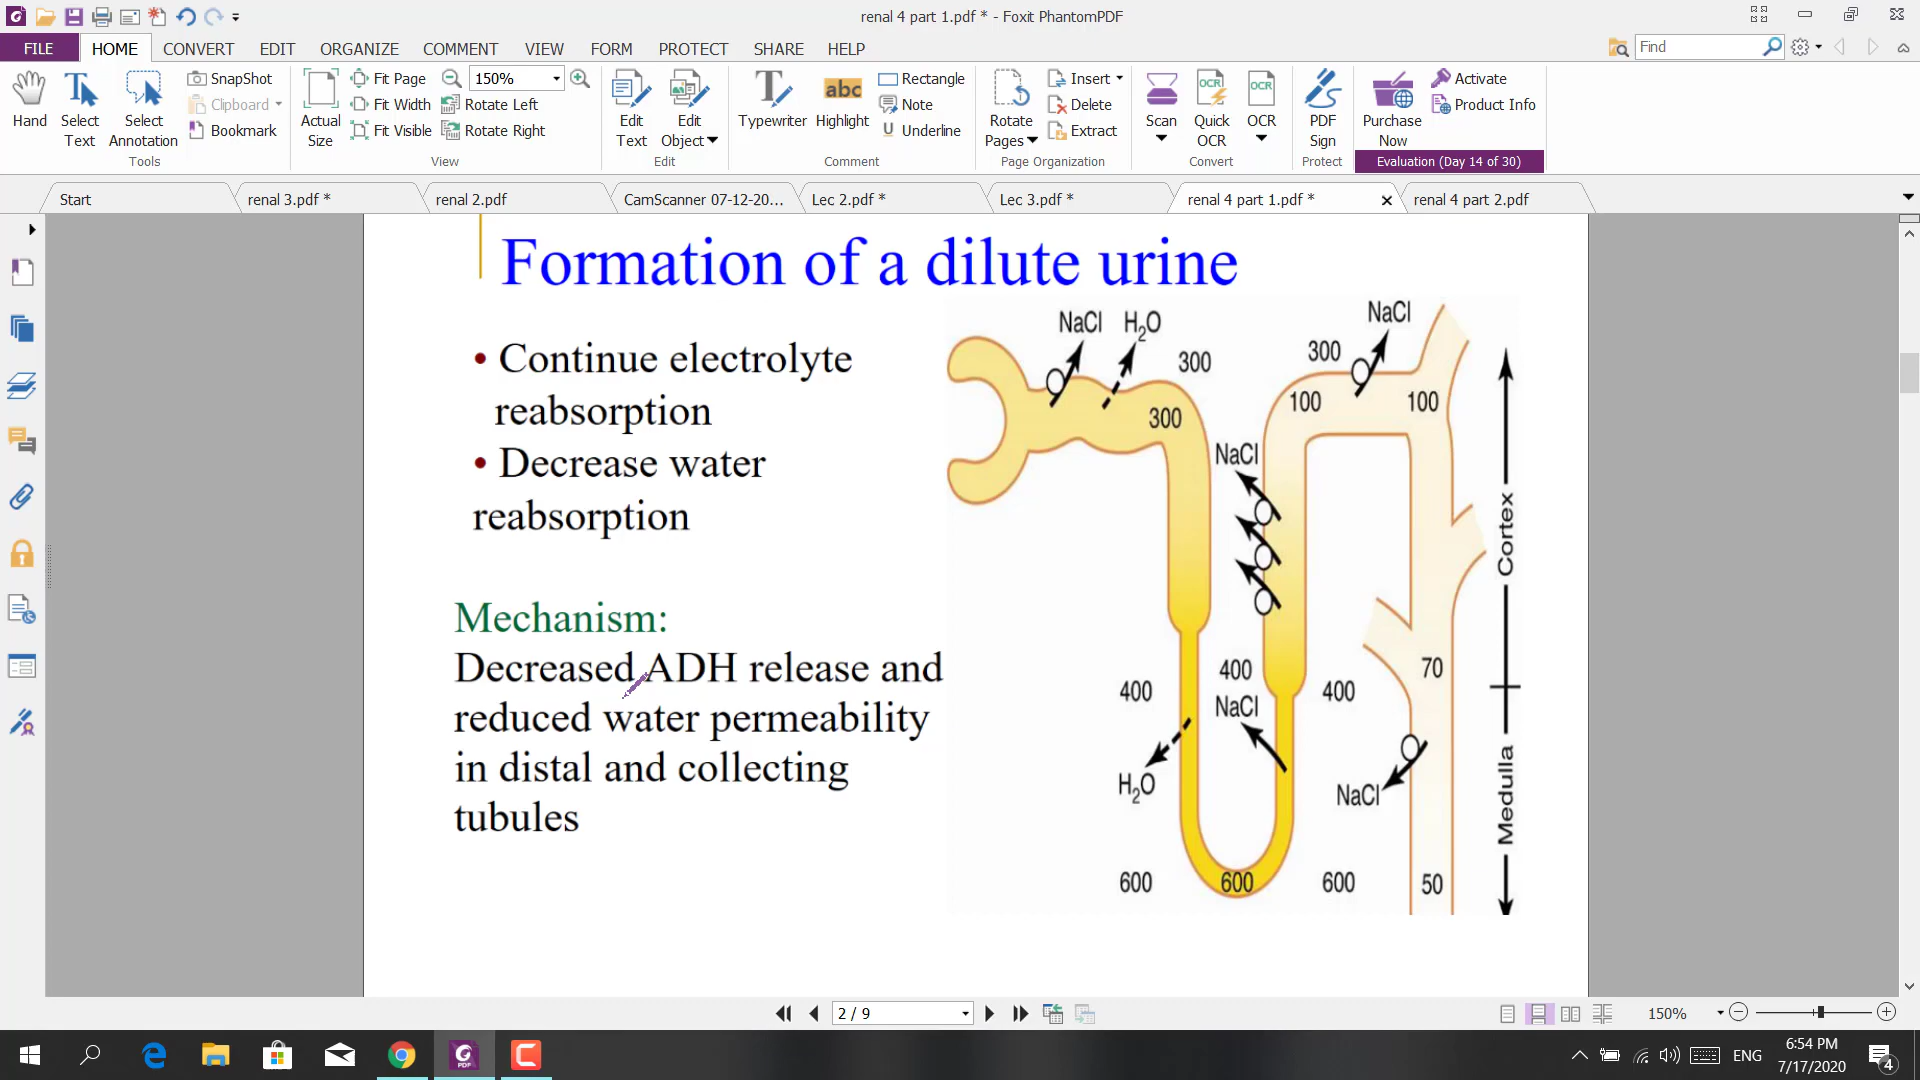 renal 4 part 1.pdf * - Foxit PhantomPDF
FILE HOME CONVERT EDIT ORGANIZE COMMENT VIEW FORM PROTECT SHARE HELP
Find
Hand
Select Text
Select Annotation
SnapShot
Clipboard
Bookmark
Tools
Actual Size
Fit Page
Fit Width
Fit Visible
150%
Rotate Left
Rotate Right
View
Edit Text
Edit Object
Edit
Typewriter
abc
Highlight
Rectangle
Note
Underline
Comment
Rotate Pages
Insert
Delete
Extract
Page Organization
Scan
OCR
Quick OCR
OCR
OCR
Convert
PDF Sign
Protect
Purchase Now
Activate
Product Info
Evaluation (Day 14 of 30)
Start
renal 3.pdf *
renal 2.pdf
CamScanner 07-12-20...
Lec 2.pdf *
Lec 3.pdf *
renal 4 part 1.pdf *
renal 4 part 2.pdf
Formation of a dilute urine
• Continue electrolyte
reabsorption
• Decrease water
reabsorption
Mechanism:
Decreased ADH release and
reduced water permeability
in distal and collecting
tubules
NaCl H₂O 300 300 NaCl
300 100 100
NaCl
Cortex
400 400 400 70
NaCl
H₂O NaCl
Medulla
600 600 600 50
2 / 9
150%
PDF
ENG
6:54 PM
7/17/2020
4